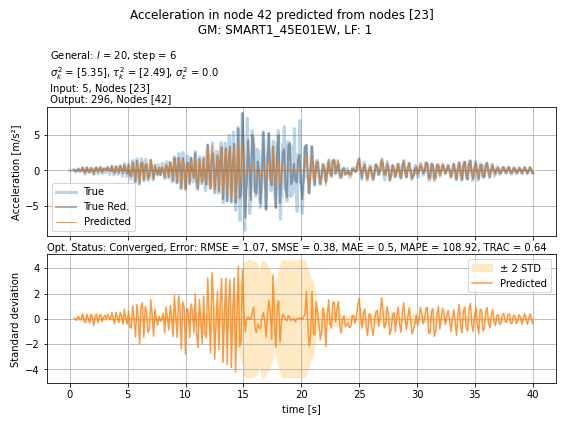 Acceleration in node 42 predicted from nodes [23]
GM: SMART1_45E01EW, LF: 1
General: l = 20, step = 6
σ²ₖ = [5.35], τ²ₖ = [2.49], σ²ε = 0.0
Input: 5, Nodes [23]
Output: 296, Nodes [42]
Acceleration [m/s²]
5
0
−5
True
True Red.
Predicted
Opt. Status: Converged, Error: RMSE = 1.07, SMSE = 0.38, MAE = 0.5, MAPE = 108.92, TRAC = 0.64
Standard deviation
4
2
0
−2
−4
± 2 STD
Predicted
0 5 10 15 20 25 30 35 40
time [s]